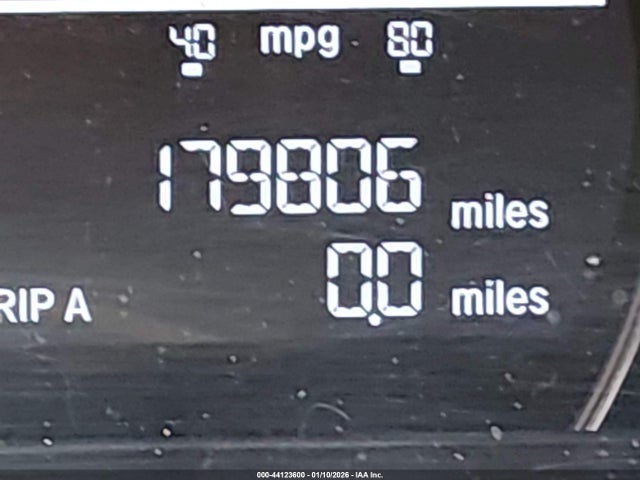 40 mpg 80
179806 miles
RIP A 0.0 miles
000-44123600 - 01/10/2026 - IAA Inc.